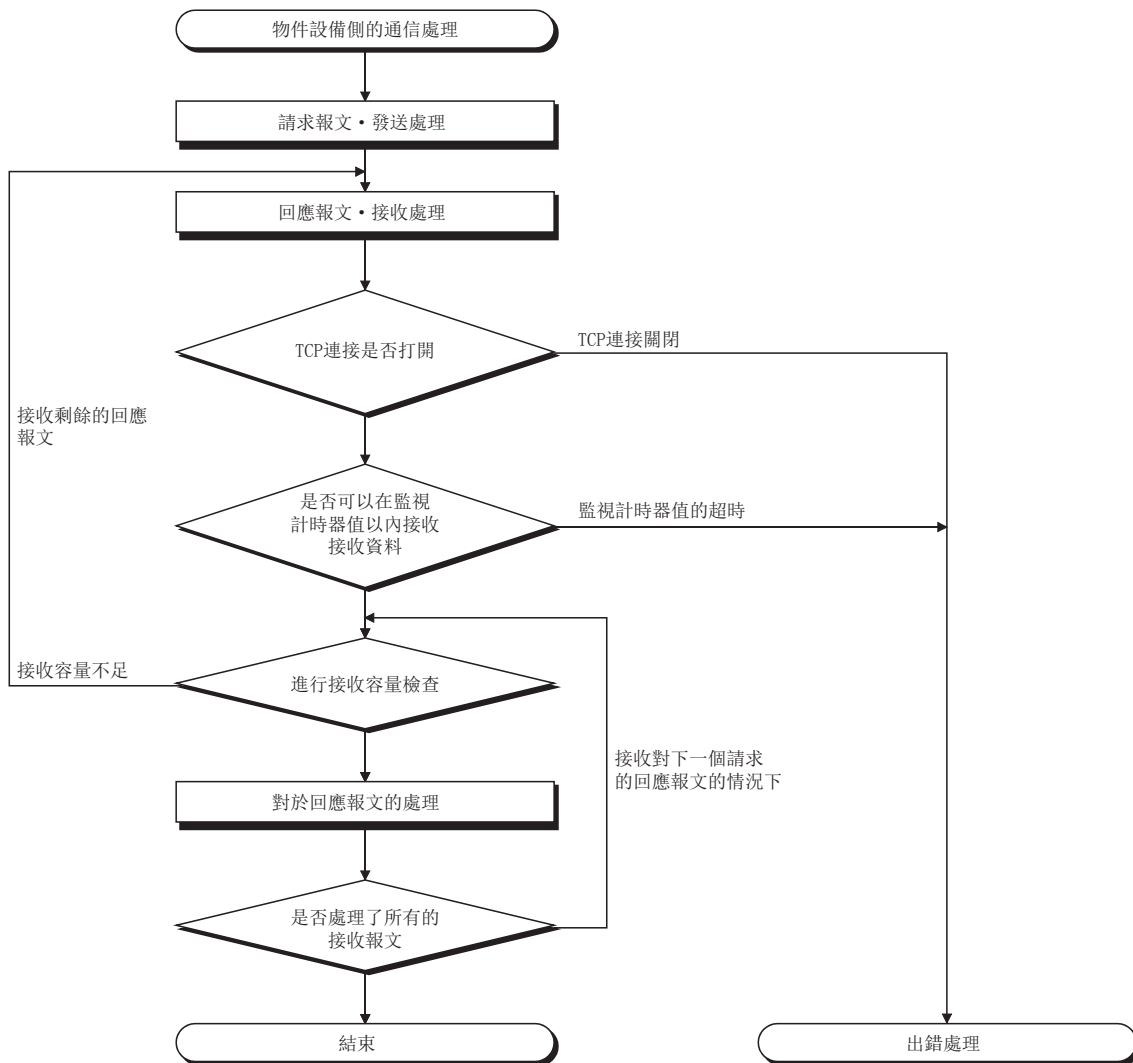 物件設備側的通信處理
請求報文・發送處理
回應報文・接收處理
TCP連接是否打開
TCP連接關閉
接收剩餘的回應
報文
是否可以在監視
計時器值以內接收
接收資料
監視計時器值的超時
接收容量不足
進行接收容量檢查
接收對下一個請求
的回應報文的情況下
對於回應報文的處理
是否處理了所有的
接收報文
結束
出錯處理